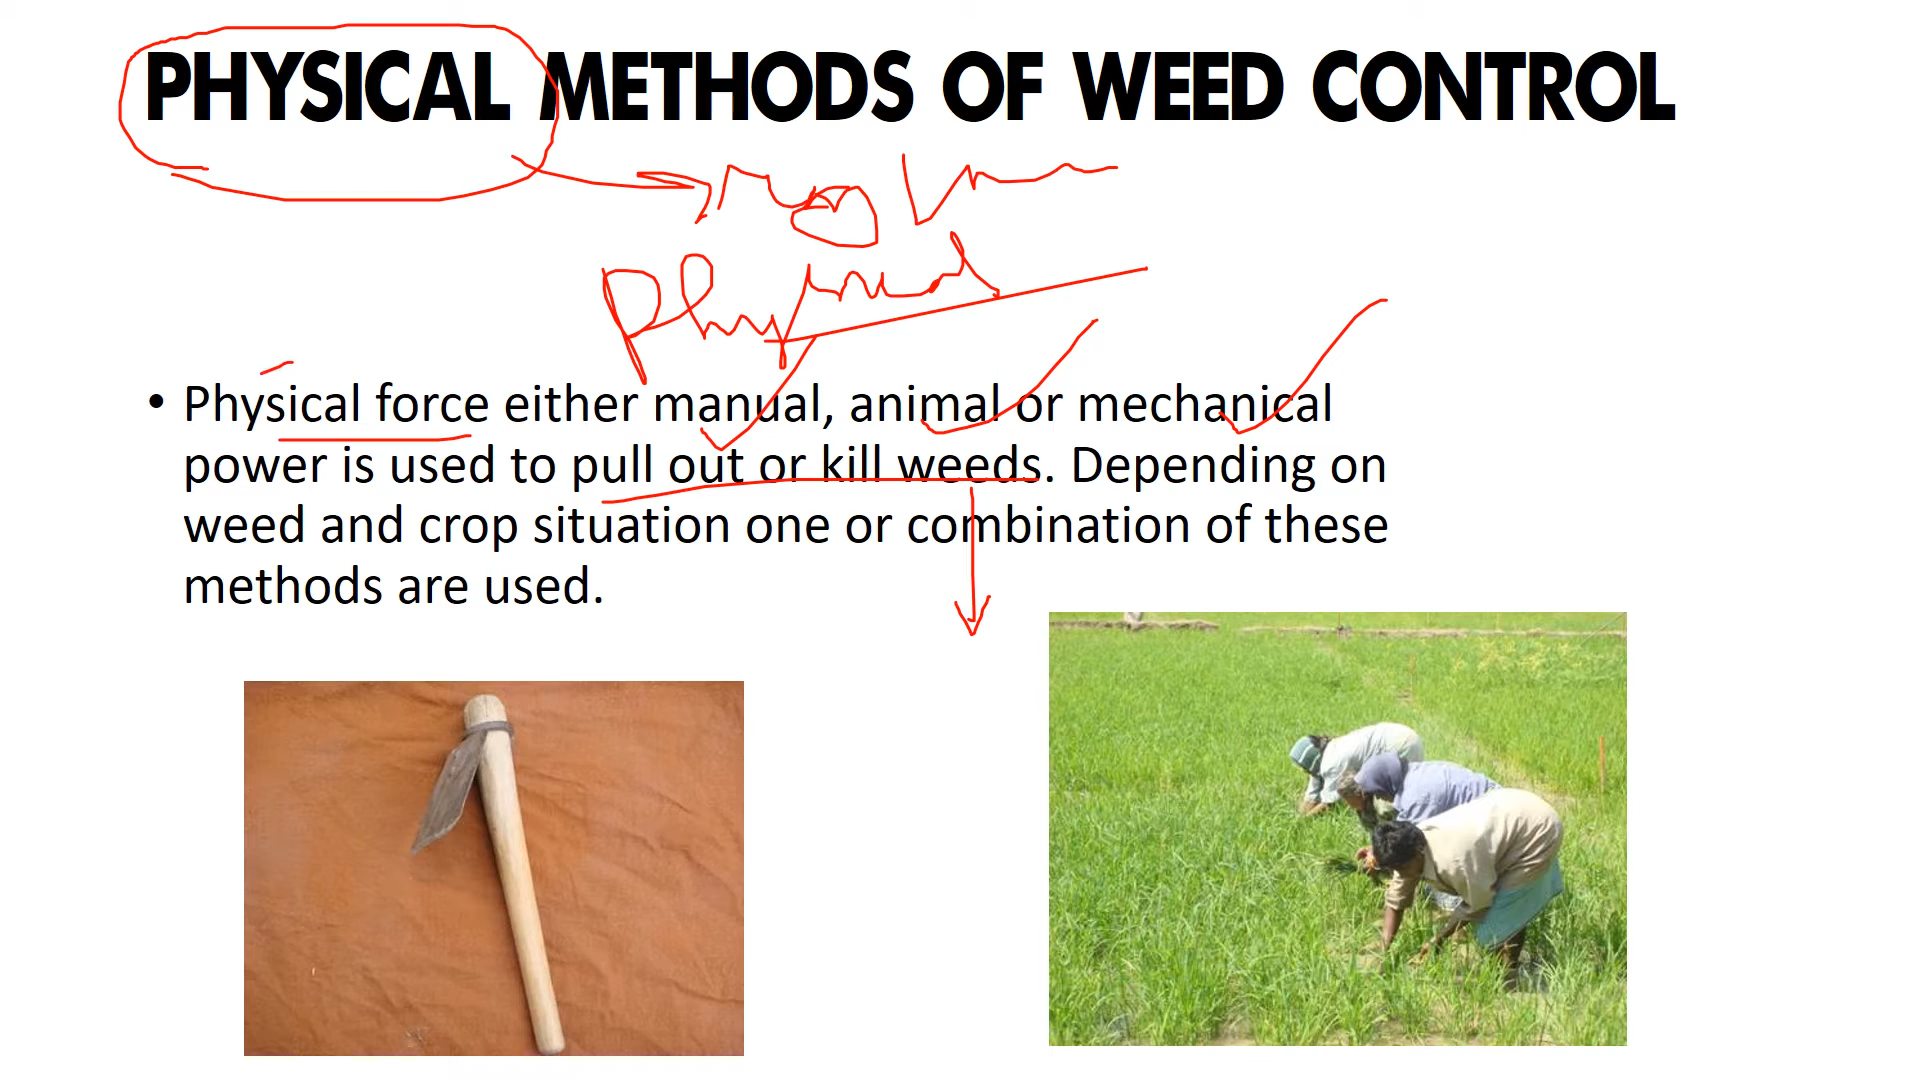 PHYSICAL METHODS OF WEED CONTROL
Physical
• Physical force either manual, animal or mechanical
power is used to pull out or kill weeds. Depending on
weed and crop situation one or combination of these
methods are used.